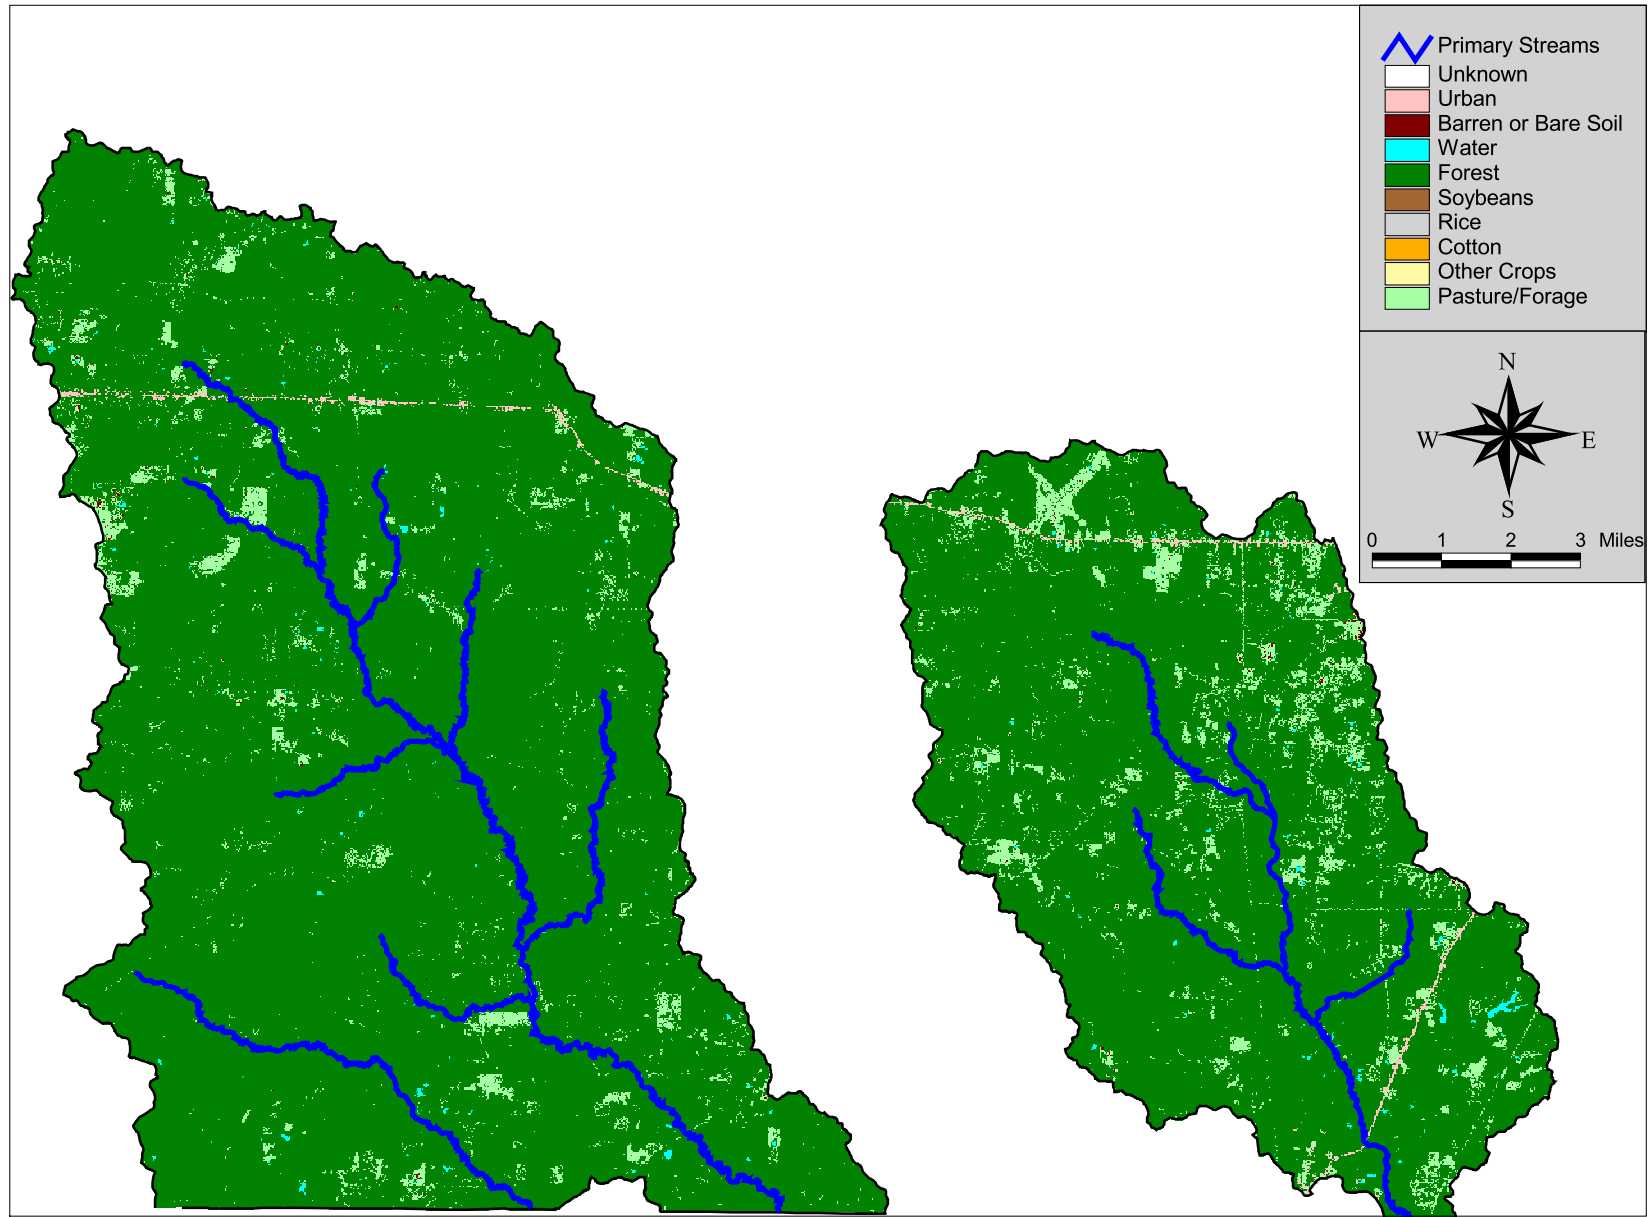 Primary Streams
Unknown
Urban
Barren or Bare Soil
Water
Forest
Soybeans
Rice
Cotton
Other Crops
Pasture/Forage
N
W E
S
0 1 2 3 Miles